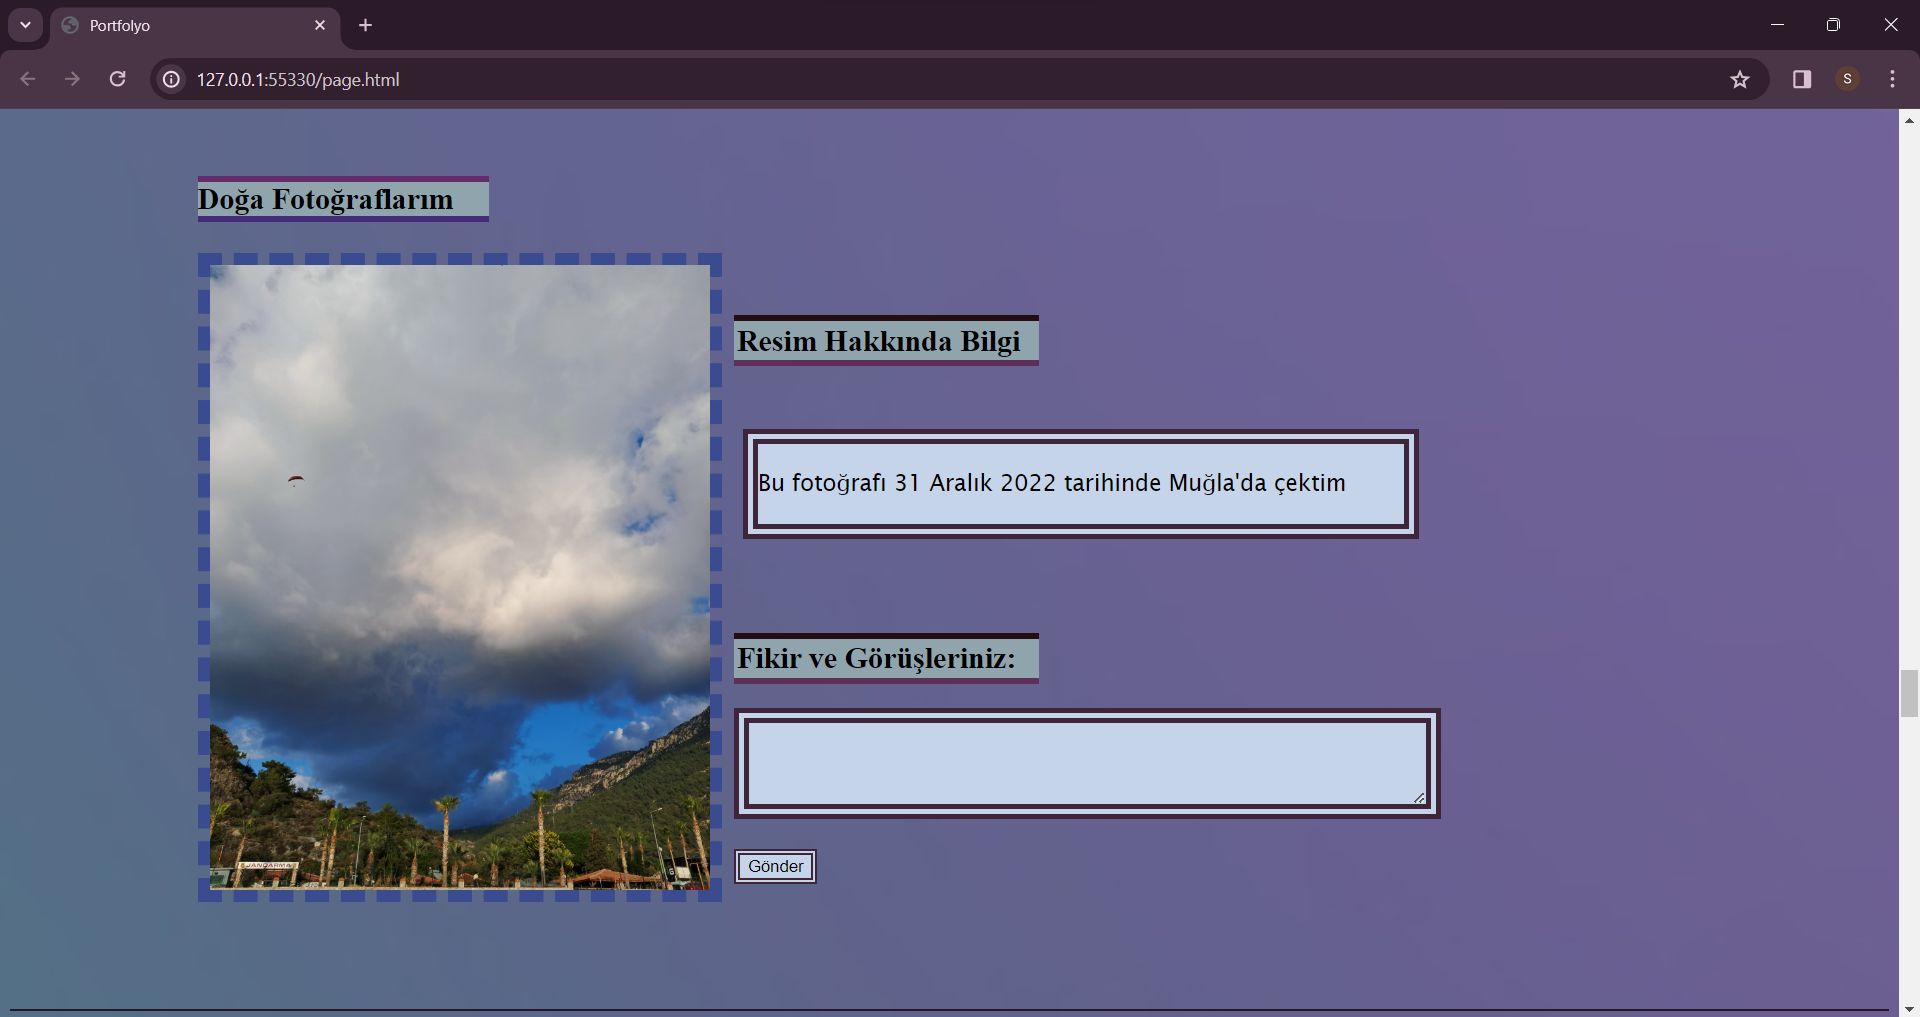 Portfolyo
127.0.0.1:55330/page.html
S
Doğa Fotoğraflarım
Resim Hakkında Bilgi
Bu fotoğrafı 31 Aralık 2022 tarihinde Muğla'da çektim
Fikir ve Görüşleriniz:
JANDARMA
Gönder